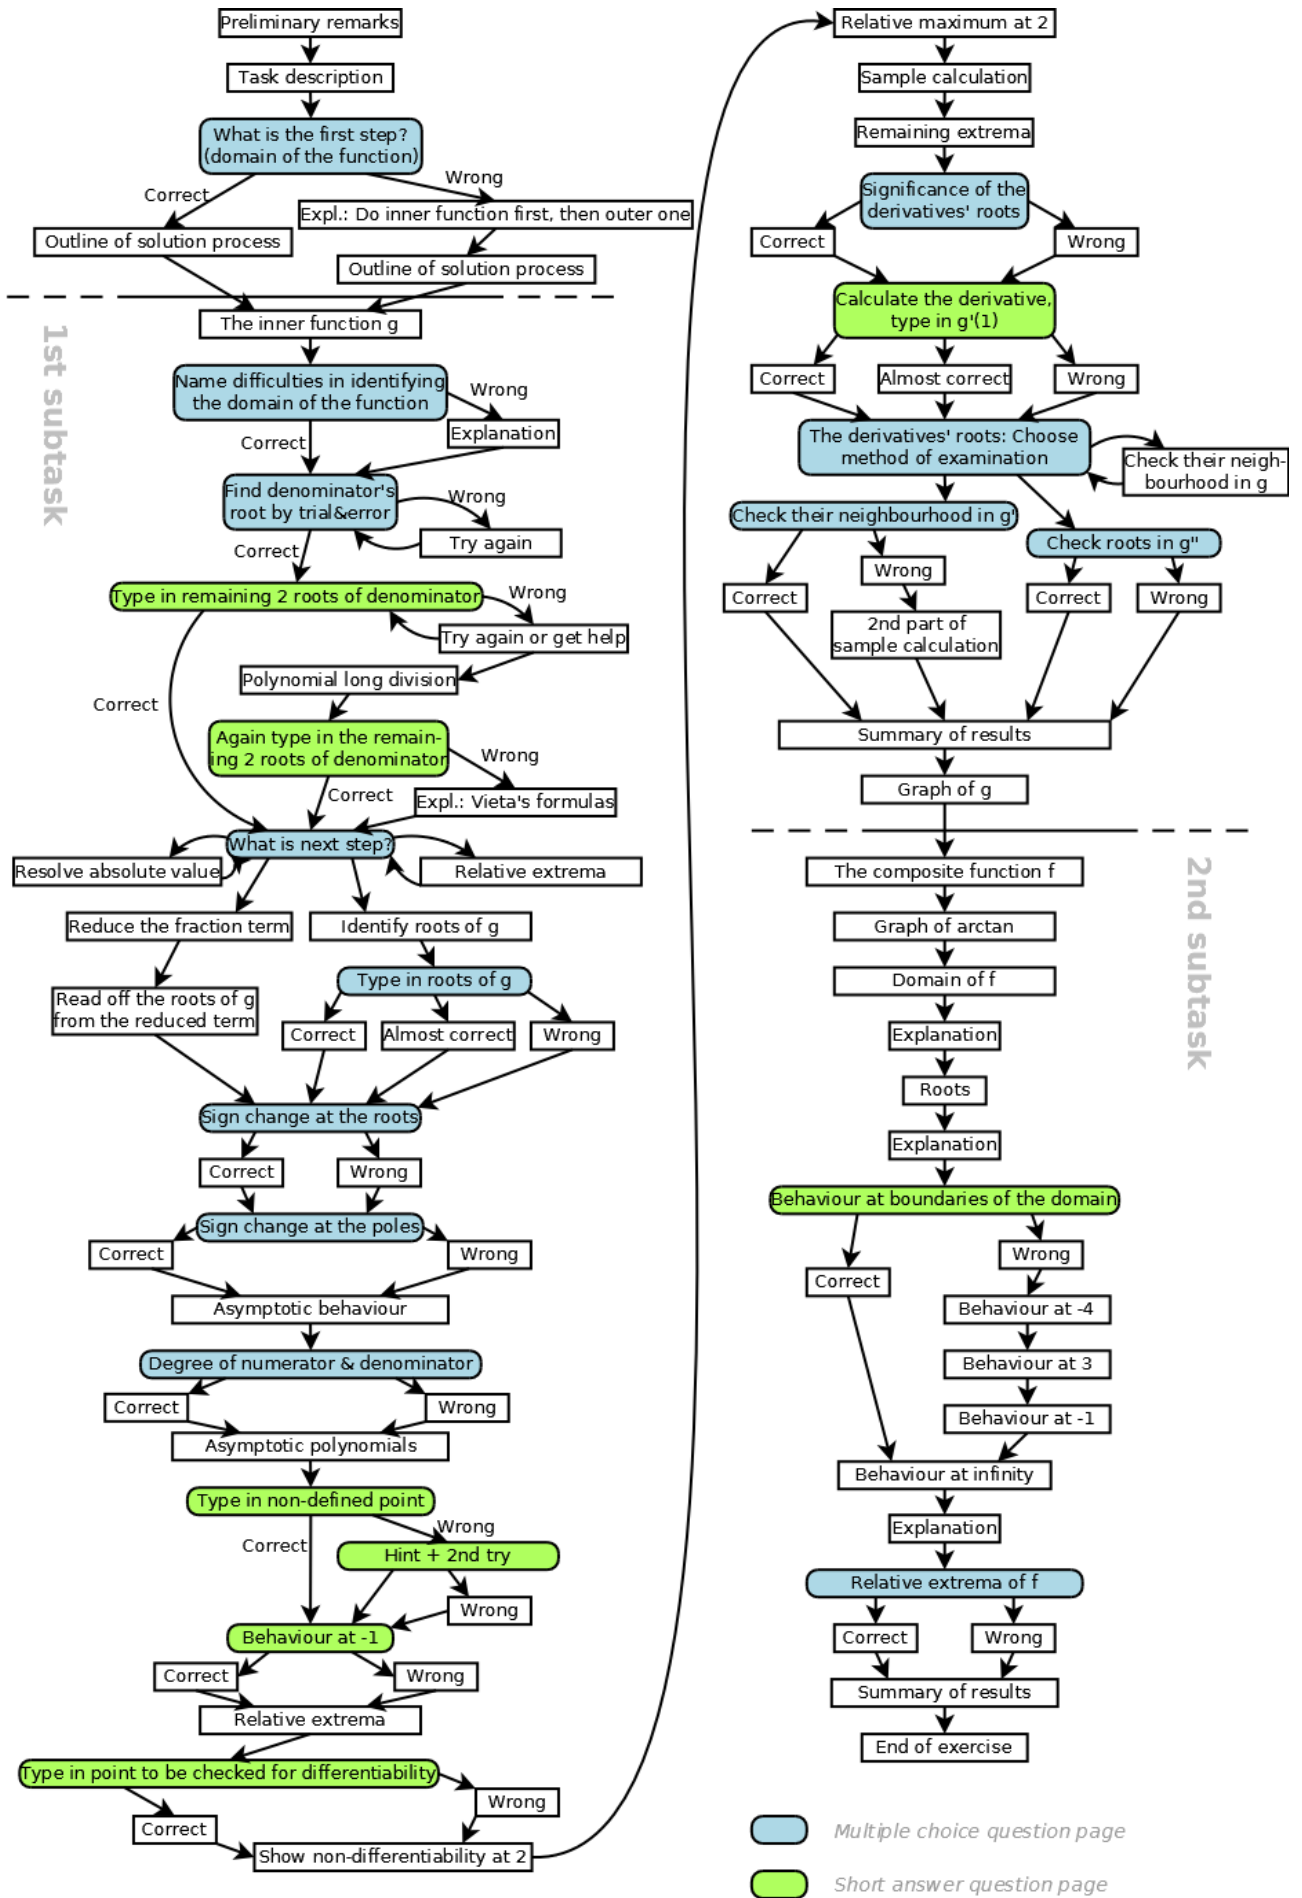 Preliminary remarks
Task description
What is the first step?
(domain of the function)
Correct
Wrong
Expl.: Do inner function first, then outer one
Outline of solution process
Outline of solution process
1st subtask
The inner function g
Name difficulties in identifying
the domain of the function
Wrong
Correct
Explanation
Find denominator's
root by trial&error
Wrong
Try again
Correct
Type in remaining 2 roots of denominator
Wrong
Try again or get help
Polynomial long division
Correct
Again type in the remain-
ing 2 roots of denominator
Wrong
Correct
Expl.: Vieta's formulas
What is next step?
Resolve absolute value
Relative extrema
Reduce the fraction term
Identify roots of g
Type in roots of g
Read off the roots of g
from the reduced term
Correct
Almost correct
Wrong
Sign change at the roots
Correct
Wrong
Sign change at the poles
Correct
Wrong
Asymptotic behaviour
Degree of numerator & denominator
Correct
Wrong
Asymptotic polynomials
Type in non-defined point
Wrong
Correct
Hint + 2nd try
Wrong
Behaviour at -1
Correct
Wrong
Relative extrema
Type in point to be checked for differentiability
Wrong
Correct
Show non-differentiability at 2
Relative maximum at 2
Sample calculation
Remaining extrema
Significance of the
derivatives' roots
Correct
Wrong
Calculate the derivative,
type in g'(1)
Correct
Almost correct
Wrong
The derivatives' roots: Choose
method of examination
Check their neigh-
bourhood in g
Check their neighbourhood in g'
Check roots in g''
Wrong
Correct
Correct
Wrong
2nd part of
sample calculation
Summary of results
Graph of g
2nd subtask
The composite function f
Graph of arctan
Domain of f
Explanation
Roots
Explanation
Behaviour at boundaries of the domain
Wrong
Correct
Behaviour at -4
Behaviour at 3
Behaviour at -1
Behaviour at infinity
Explanation
Relative extrema of f
Correct
Wrong
Summary of results
End of exercise
Multiple choice question page
Short answer question page